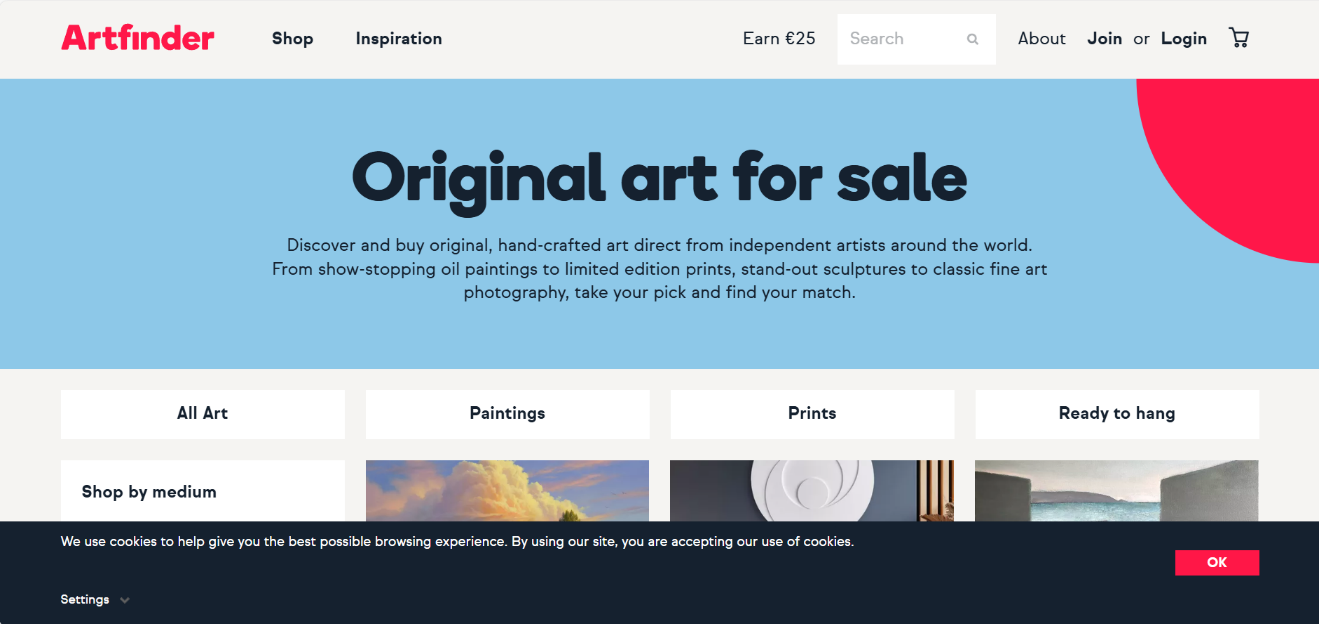 Artfinder
Shop
Inspiration
Earn €25
Search
About
Join or Login
Original art for sale
Discover and buy original, hand-crafted art direct from independent artists around the world.
From show-stopping oil paintings to limited edition prints, stand-out sculptures to classic fine art
photography, take your pick and find your match.
All Art
Paintings
Prints
Ready to hang
Shop by medium
We use cookies to help give you the best possible browsing experience. By using our site, you are accepting our use of cookies.
OK
Settings